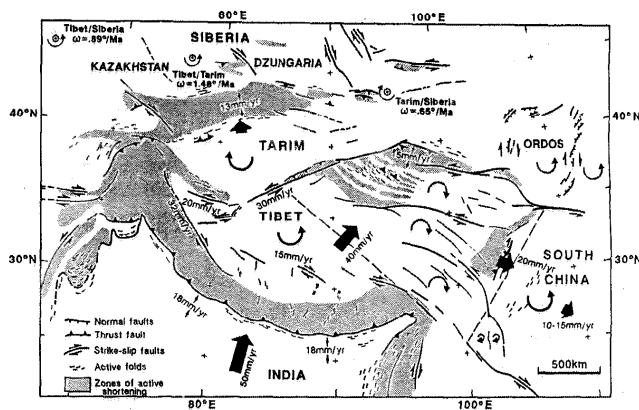 60°E
100°E
Tibet/Siberia
ω=.89°/Ma
SIBERIA
KAZAKHSTAN
DZUNGARIA
Tibet/Tarim
ω=1.48°/Ma
Tarim/Siberia
ω=.65°/Ma
40°N
40°N
13mm/yr
TARIM
ORDOS
15mm/yr
30mm/yr
20mm/yr
TIBET
40mm/yr
15mm/yr
30°N
30°N
20mm/yr
SOUTH
CHINA
10-15mm/yr
18mm/yr
18mm/yr
50mm/yr
INDIA
Normal faults
Thrust fault
Strike-slip faults
Active folds
Zones of active
shortening
500km
80°E
100°E